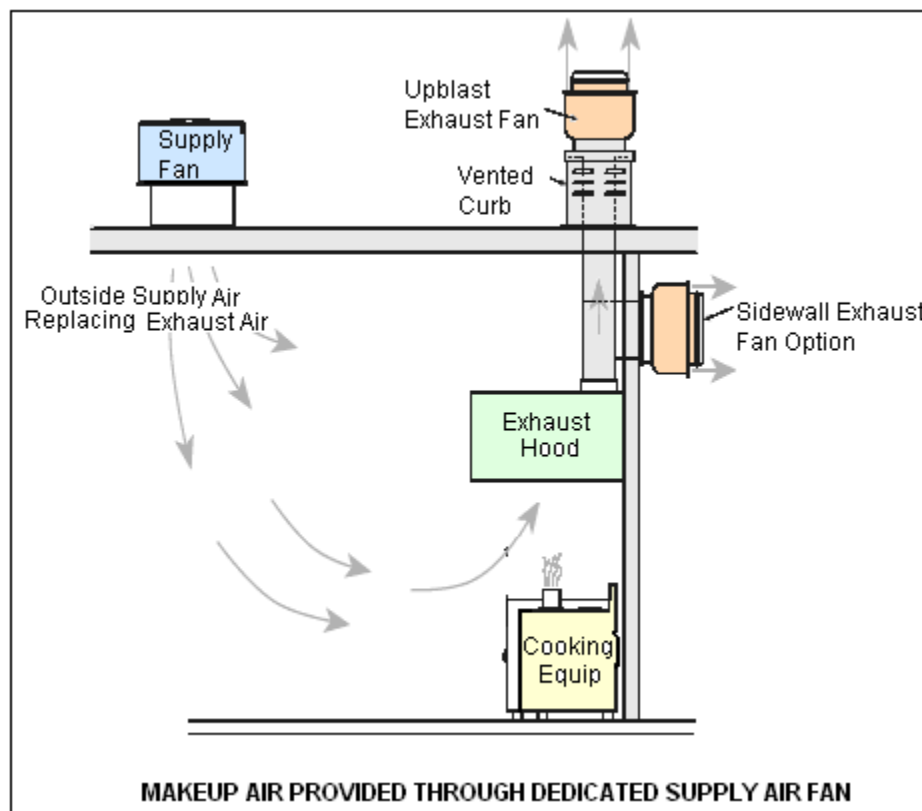 Upblast
Exhaust Fan
Supply
Fan
Vented
Curb
Outside Supply Air
Replacing Exhaust Air
Sidewall Exhaust
Fan Option
Exhaust
Hood
Cooking
Equip
MAKEUP AIR PROVIDED THROUGH DEDICATED SUPPLY AIR FAN